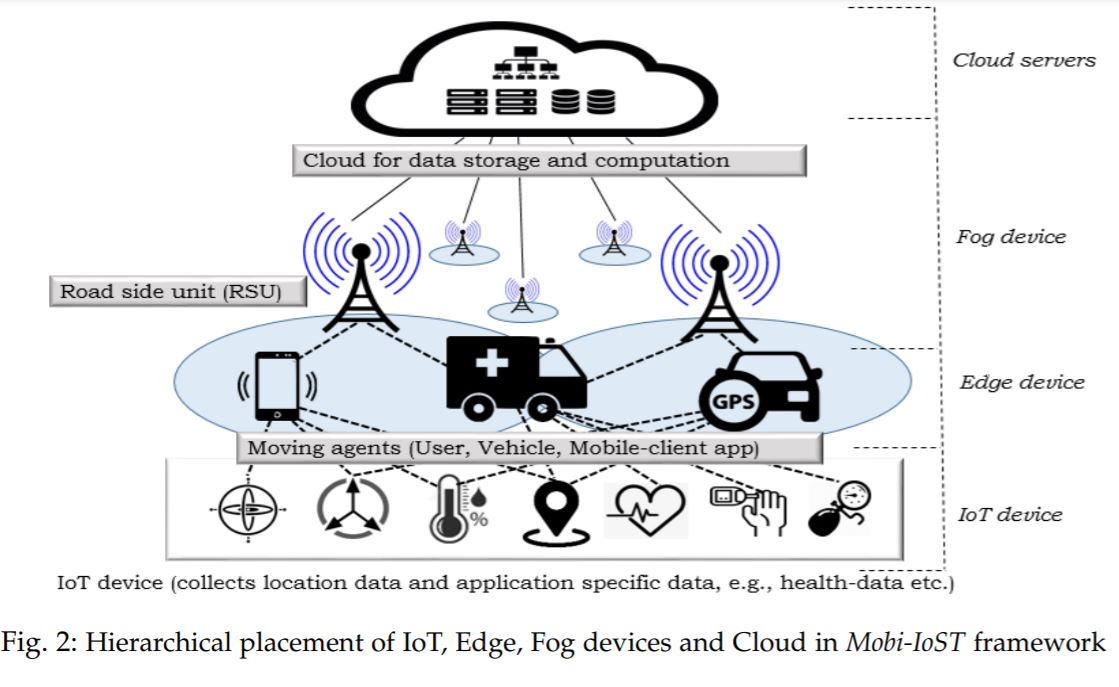 Cloud servers
Cloud for data storage and computation
Fog device
Road side unit (RSU)
Edge device
GPS
Moving agents (User, Vehicle, Mobile-client app)
%
IoT device
IoT device (collects location data and application specific data, e.g., health-data etc.)
Fig. 2: Hierarchical placement of IoT, Edge, Fog devices and Cloud in Mobi-IoST framework